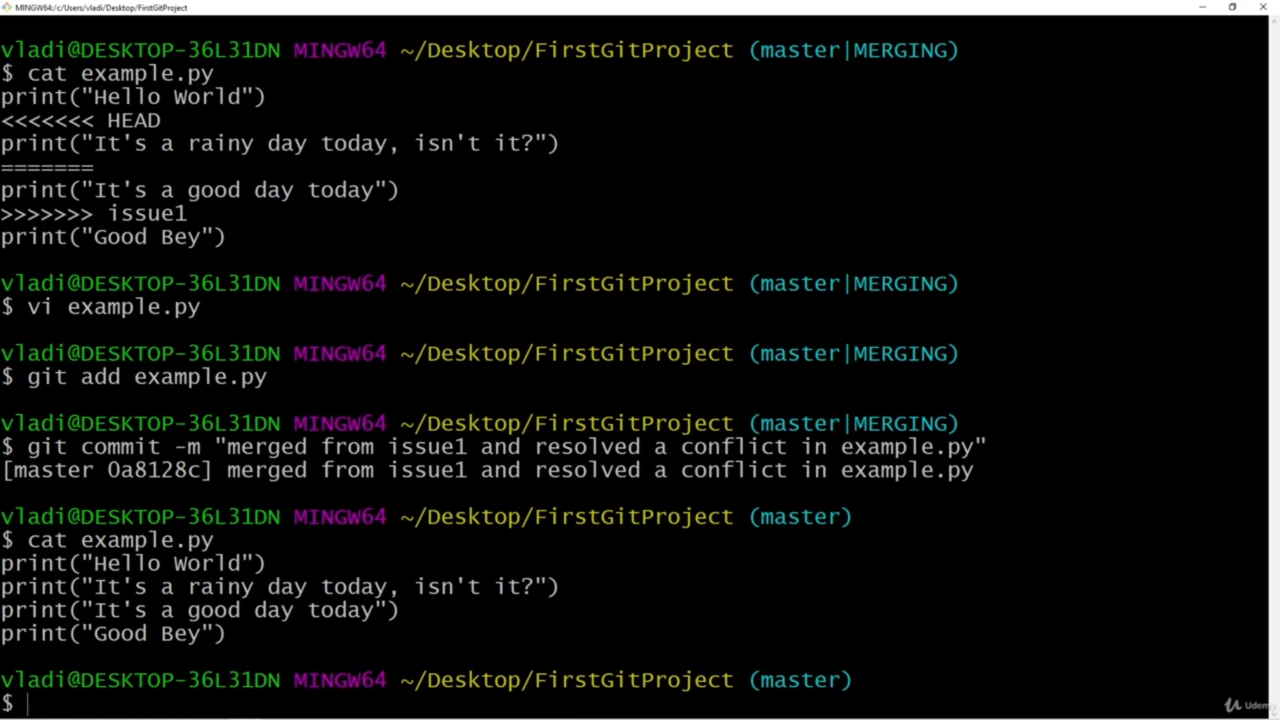 MINGW64:/c/Users/vladi/Desktop/FirstGitProject
vladi@DESKTOP-36L31DN MINGW64 ~/Desktop/FirstGitProject (master|MERGING)
$ cat example.py
print("Hello World")
<<<<<<< HEAD
print("It's a rainy day today, isn't it?")
=======
print("It's a good day today")
>>>>>>> issue1
print("Good Bey")
vladi@DESKTOP-36L31DN MINGW64 ~/Desktop/FirstGitProject (master|MERGING)
$ vi example.py
vladi@DESKTOP-36L31DN MINGW64 ~/Desktop/FirstGitProject (master|MERGING)
$ git add example.py
vladi@DESKTOP-36L31DN MINGW64 ~/Desktop/FirstGitProject (master|MERGING)
$ git commit -m "merged from issue1 and resolved a conflict in example.py"
[master 0a8128c] merged from issue1 and resolved a conflict in example.py
vladi@DESKTOP-36L31DN MINGW64 ~/Desktop/FirstGitProject (master)
$ cat example.py
print("Hello World")
print("It's a rainy day today, isn't it?")
print("It's a good day today")
print("Good Bey")
vladi@DESKTOP-36L31DN MINGW64 ~/Desktop/FirstGitProject (master)
$
Udemy